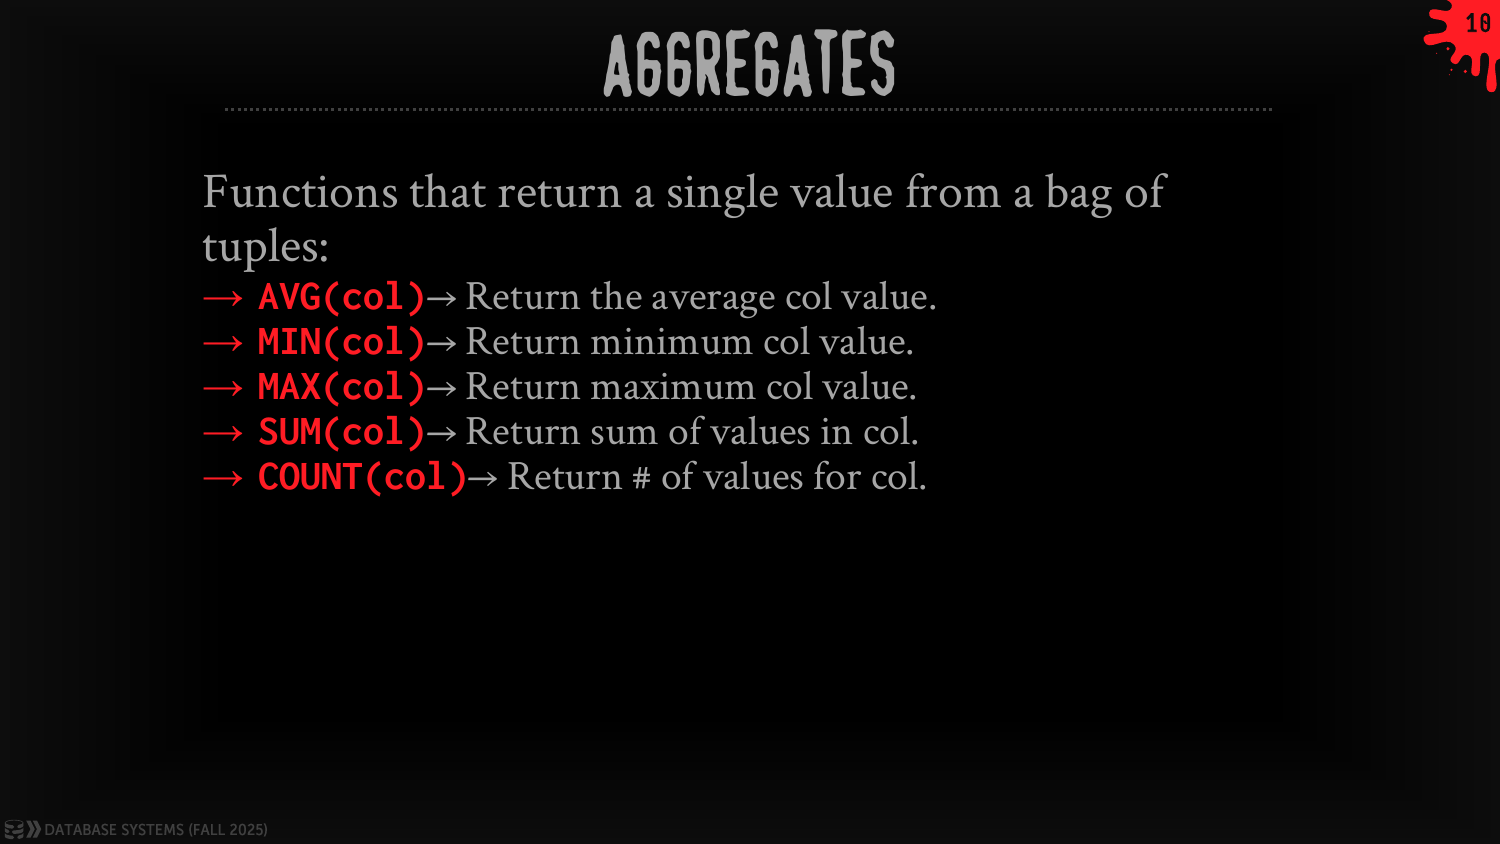 10
AGGREGATES
Functions that return a single value from a bag of
tuples:
→ AVG(col)→ Return the average col value.
→ MIN(col)→ Return minimum col value.
→ MAX(col)→ Return maximum col value.
→ SUM(col)→ Return sum of values in col.
→ COUNT(col)→ Return # of values for col.
DATABASE SYSTEMS (FALL 2025)